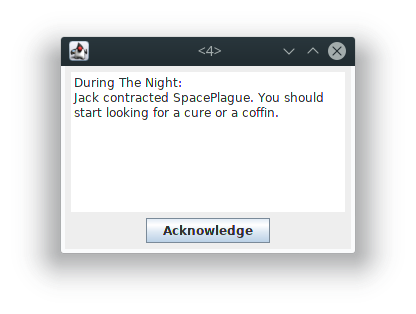 <4>
During The Night:
Jack contracted SpacePlague. You should
start looking for a cure or a coffin.
Acknowledge